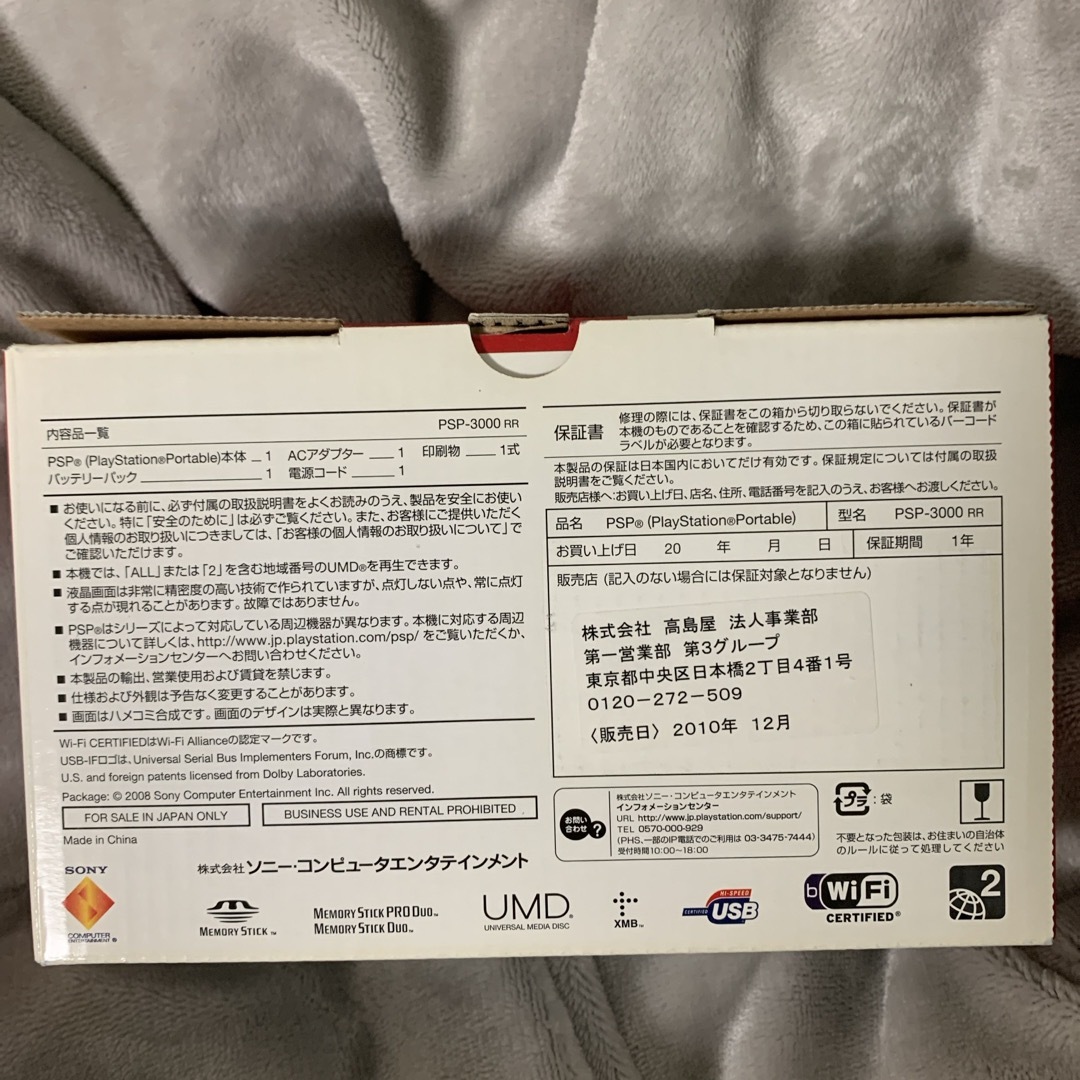 内容品一覧 PSP-3000 RR
PSP® (PlayStation®Portable)本体 1 ACアダプター 1 印刷物 1式
バッテリーパック 1 電源コード 1
■ お使いになる前に、必ず付属の取扱説明書をよくお読みのうえ、製品を安全にお使い
ください。特に「安全のために」は必ずご覧ください。また、お客様にご提供いただく
個人情報のお取り扱いにつきましては、「お客様の個人情報のお取り扱いについて」で
ご確認いただけます。
■ 本機では、「ALL」または「2」を含む地域番号のUMD®を再生できます。
■ 液晶画面は非常に精密度の高い技術で作られていますが、点灯しない点や、常に点灯
する点が現れることがあります。故障ではありません。
■ PSP®はシリーズによって対応している周辺機器が異なります。本機に対応する周辺
機器について詳しくは、http://www.jp.playstation.com/psp/ をご覧いただくか、
インフォメーションセンターへお問い合わせください。
■ 本製品の輸出、営業使用および賃貸を禁じます。
■ 仕様および外観は予告なく変更することがあります。
■ 画面はハメコミ合成です。画面のデザインは実際と異なります。
Wi-Fi CERTIFIEDはWi-Fi Allianceの認定マークです。
USB-IFロゴは、Universal Serial Bus Implementers Forum, Inc.の商標です。
U.S. and foreign patents licensed from Dolby Laboratories.
Package: © 2008 Sony Computer Entertainment Inc. All rights reserved.
FOR SALE IN JAPAN ONLY
BUSINESS USE AND RENTAL PROHIBITED
Made in China
保証書
修理の際には、保証書をこの箱から切り取らないでください。保証書が
本機のものであることを確認するため、この箱に貼られているバーコード
ラベルが必要となります。
本製品の保証は日本国内においてだけ有効です。保証規定については付属の取扱
説明書をご覧ください。
販売店様へ:お買い上げ日、店名、住所、電話番号を記入のうえ、お客様へお渡しください。
品名 PSP® (PlayStation®Portable) 型名 PSP-3000 RR
お買い上げ日 20 年 月 日 保証期間 1年
販売店 (記入のない場合には保証対象となりません)
株式会社 高島屋 法人事業部
第一営業部 第3グループ
東京都中央区日本橋2丁目4番1号
0120-272-509
〈販売日〉2010年 12月
お問い
合わせ ?
株式会社ソニー・コンピュータエンタテインメント
インフォメーションセンター
URL http://www.jp.playstation.com/support/
TEL 0570-000-929
(PHS、一部のIP電話でのご利用は 03-3475-7444)
受付時間10:00~18:00
プラ : 袋
不要となった包装は、お住まいの自治体
のルールに従って処理してください
SONY
COMPUTER
ENTERTAINMENT ®
株式会社 ソニー・コンピュータエンタテインメント
MEMORY STICK ™
MEMORY STICK PRO DUO™
MEMORY STICK DUO™
UMD®
UNIVERSAL MEDIA DISC
XMB™
HI-SPEED
CERTIFIED USB
b Wi Fi
CERTIFIED®
2